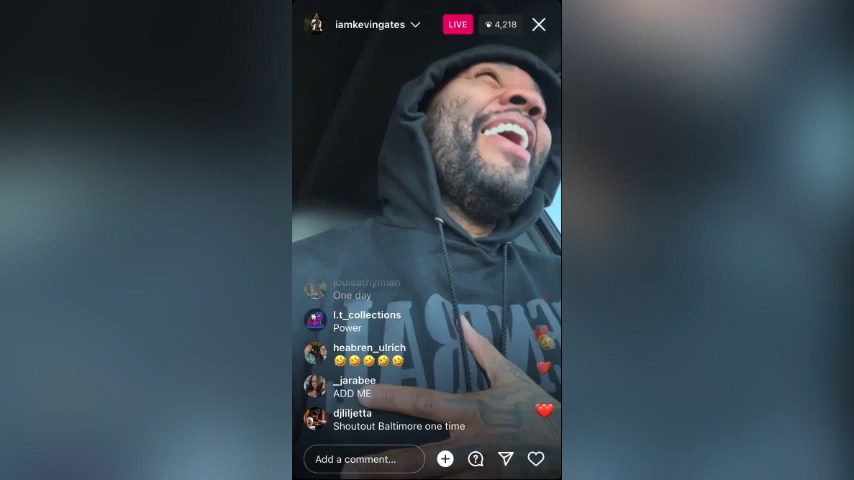 iamkevingates
LIVE
4,218
louisathymian
One day
l.t_collections
Power
heabren_ulrich
🤣🤣🤣🤣🤣
_jarabee
ADD ME
djliljetta
Shoutout Baltimore one time
Add a comment...